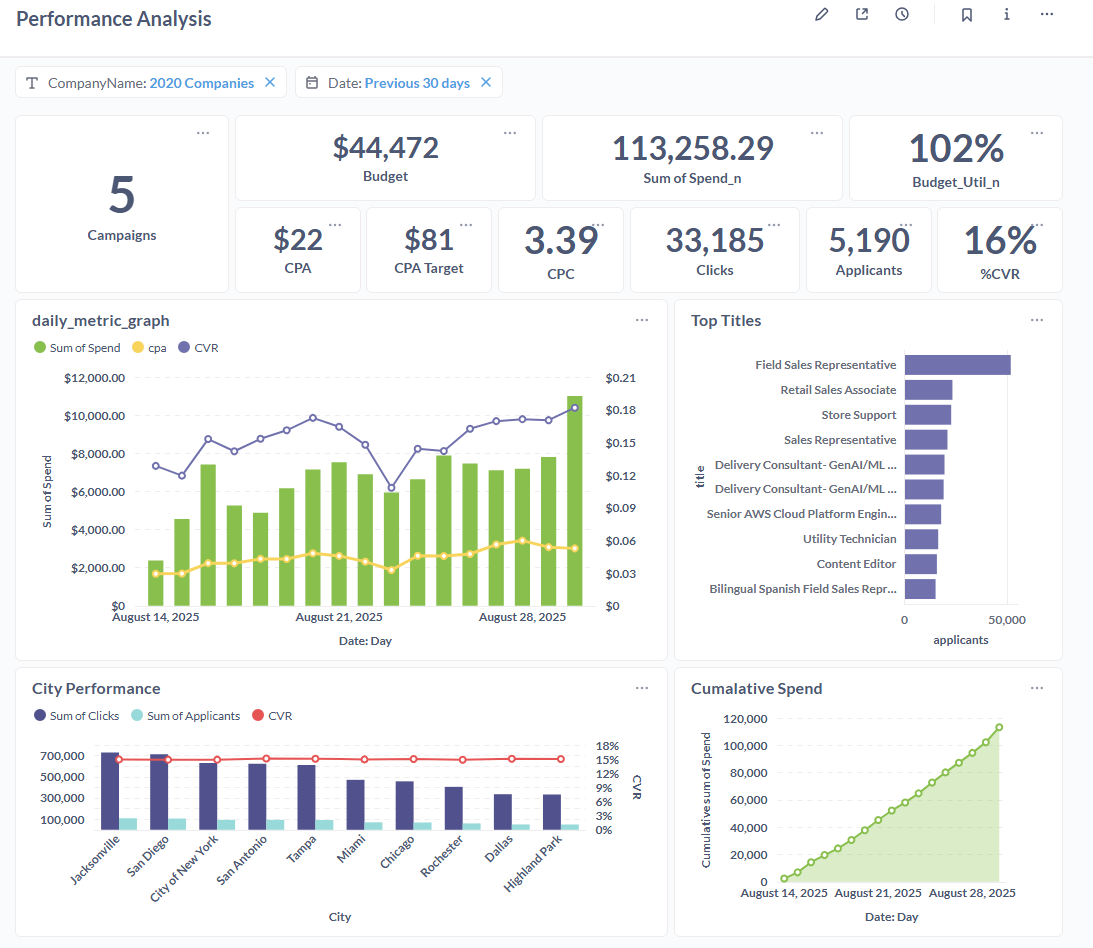 Performance Analysis
CompanyName: 2020 Companies
Date: Previous 30 days
5
Campaigns
$44,472
Budget
113,258.29
Sum of Spend_n
102%
Budget_Util_n
$22
CPA
$81
CPA Target
3.39
CPC
33,185
Clicks
5,190
Applicants
16%
%CVR
daily_metric_graph
Sum of Spend
cpa
CVR
$12,000.00
$10,000.00
$8,000.00
$6,000.00
$4,000.00
$2,000.00
$0
Sum of Spend
$0.21
$0.18
$0.15
$0.12
$0.09
$0.06
$0.03
$0
August 14, 2025
August 21, 2025
August 28, 2025
Date: Day
Top Titles
title
Field Sales Representative
Retail Sales Associate
Store Support
Sales Representative
Delivery Consultant- GenAI/ML ...
Delivery Consultant- GenAI/ML ...
Senior AWS Cloud Platform Engin...
Utility Technician
Content Editor
Bilingual Spanish Field Sales Repr...
0
50,000
applicants
City Performance
Sum of Clicks
Sum of Applicants
CVR
700,000
500,000
300,000
100,000
18%
15%
12%
9%
6%
3%
0%
CVR
Jacksonville
San Diego
City of New York
San Antonio
Tampa
Miami
Chicago
Rochester
Dallas
Highland Park
City
Cumulative Spend
Cumulative sum of Spend
120,000
100,000
80,000
60,000
40,000
20,000
0
August 14, 2025
August 21, 2025
August 28, 2025
Date: Day